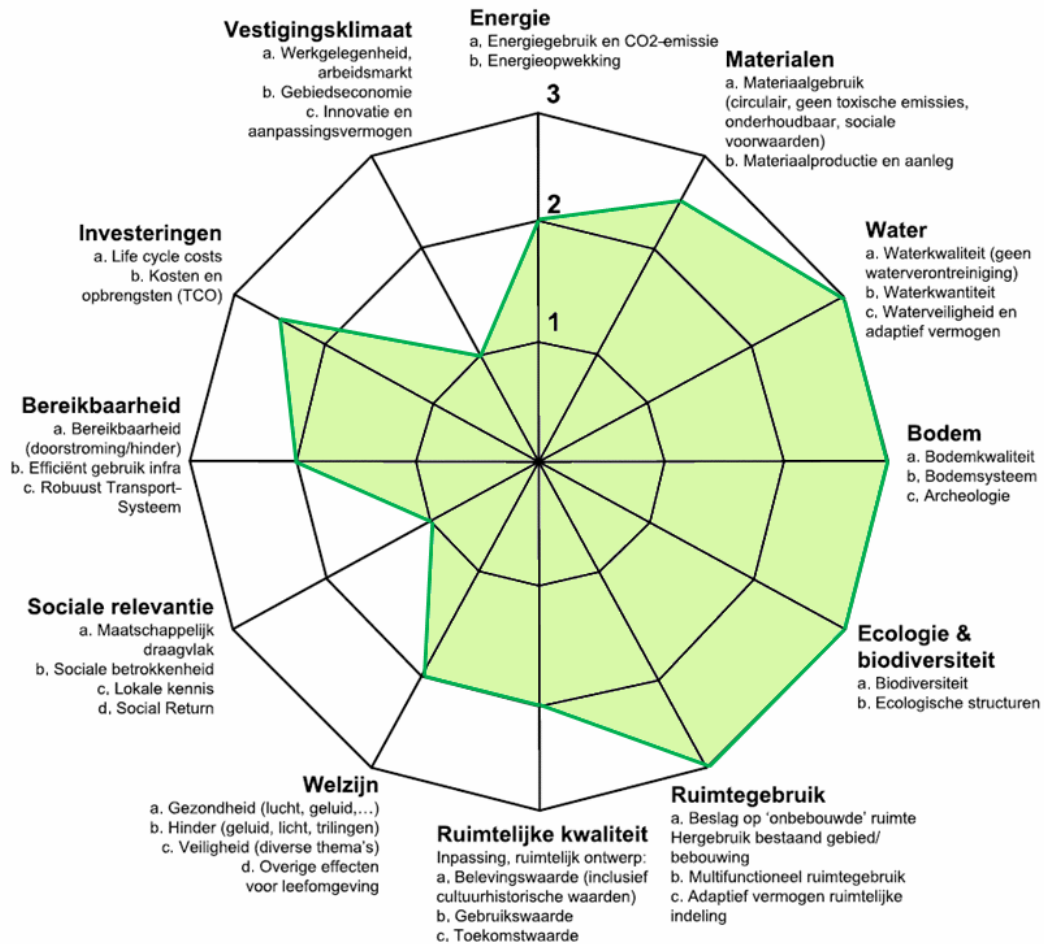 Energie
a, Energiegebruik en CO2-emissie
b, Energieopwekking
Materialen
a. Materiaalgebruik
(circulair, geen toxische emissies,
onderhoudbaar, sociale
voorwaarden)
b. Materiaalproductie en aanleg
Water
a. Waterkwaliteit (geen
waterverontreiniging)
b. Waterkwantiteit
c, Waterveiligheid en
adaptief vermogen
Bodem
a. Bodemkwaliteit
b, Bodemsysteem
c, Archeologie
Ecologie &
biodiversiteit
a. Biodiversiteit
b. Ecologische structuren
Ruimtegebruik
a. Beslag op ‘onbebouwde’ ruimte
Hergebruik bestaand gebied/
bebouwing
b. Multifunctioneel ruimtegebruik
c. Adaptief vermogen ruimtelijke
indeling
Ruimtelijke kwaliteit
Inpassing, ruimtelijk ontwerp:
a, Belevingswaarde (inclusief
cultuurhistorische waarden)
b, Gebruikswaarde
c, Toekomstwaarde
Welzijn
a. Gezondheid (lucht, geluid,…)
b. Hinder (geluid, licht, trilingen)
c. Veiligheid (diverse thema’s)
d. Overige effecten
voor leefomgeving
Sociale relevantie
a. Maatschappelijk
draagvlak
b, Sociale betrokkenheid
c, Lokale kennis
d, Social Return
Bereikbaarheid
a. Bereikbaarheid
(doorstroming/hinder)
b. Efficiënt gebruik infra
c. Robuust Transport-
Systeem
Investeringen
a. Life cycle costs
b. Kosten en
opbrengsten (TCO)
Vestigingsklimaat
a. Werkgelegenheid,
arbeidsmarkt
b. Gebiedseconomie
c. Innovatie en
aanpassingsvermogen
3
2
1